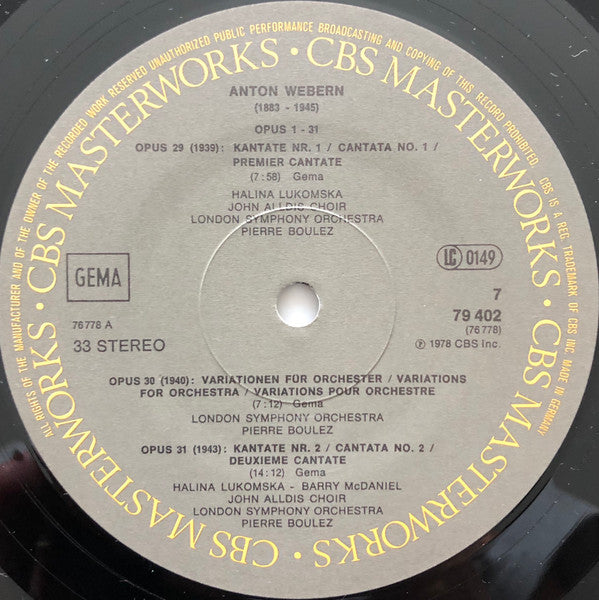 ALL RIGHTS OF THE MANUFACTURER AND OF THE OWNER OF THE RECORDED WORK RESERVED UNAUTHORIZED PUBLIC PERFORMANCE BROADCASTING AND COPYING OF THIS RECORD PROHIBITED. CBS IS A REG. TRADEMARK OF CBS INC. MADE IN GERMANY
CBS MASTERWORKS · CBS MASTERWORKS · CBS MASTERWORKS · CBS MASTERWORKS ·
ANTON WEBERN
(1883 - 1945)
OPUS 1 - 31
OPUS 29 (1939): KANTATE NR. 1 / CANTATA NO. 1 /
PREMIER CANTATE
(7:58) Gema
HALINA LUKOMSKA
JOHN ALLDIS CHOIR
LONDON SYMPHONY ORCHESTRA
PIERRE BOULEZ
GEMA
LC 0149
7
76778 A
79 402
(76778)
33 STEREO
℗ 1978 CBS Inc.
OPUS 30 (1940): VARIATIONEN FÜR ORCHESTER / VARIATIONS
FOR ORCHESTRA / VARIATIONS POUR ORCHESTRE
(7:12) Gema
LONDON SYMPHONY ORCHESTRA
PIERRE BOULEZ
OPUS 31 (1943): KANTATE NR. 2 / CANTATA NO. 2 /
DEUXIEME CANTATE
(14:12) Gema
HALINA LUKOMSKA - BARRY McDANIEL
JOHN ALLDIS CHOIR
LONDON SYMPHONY ORCHESTRA
PIERRE BOULEZ